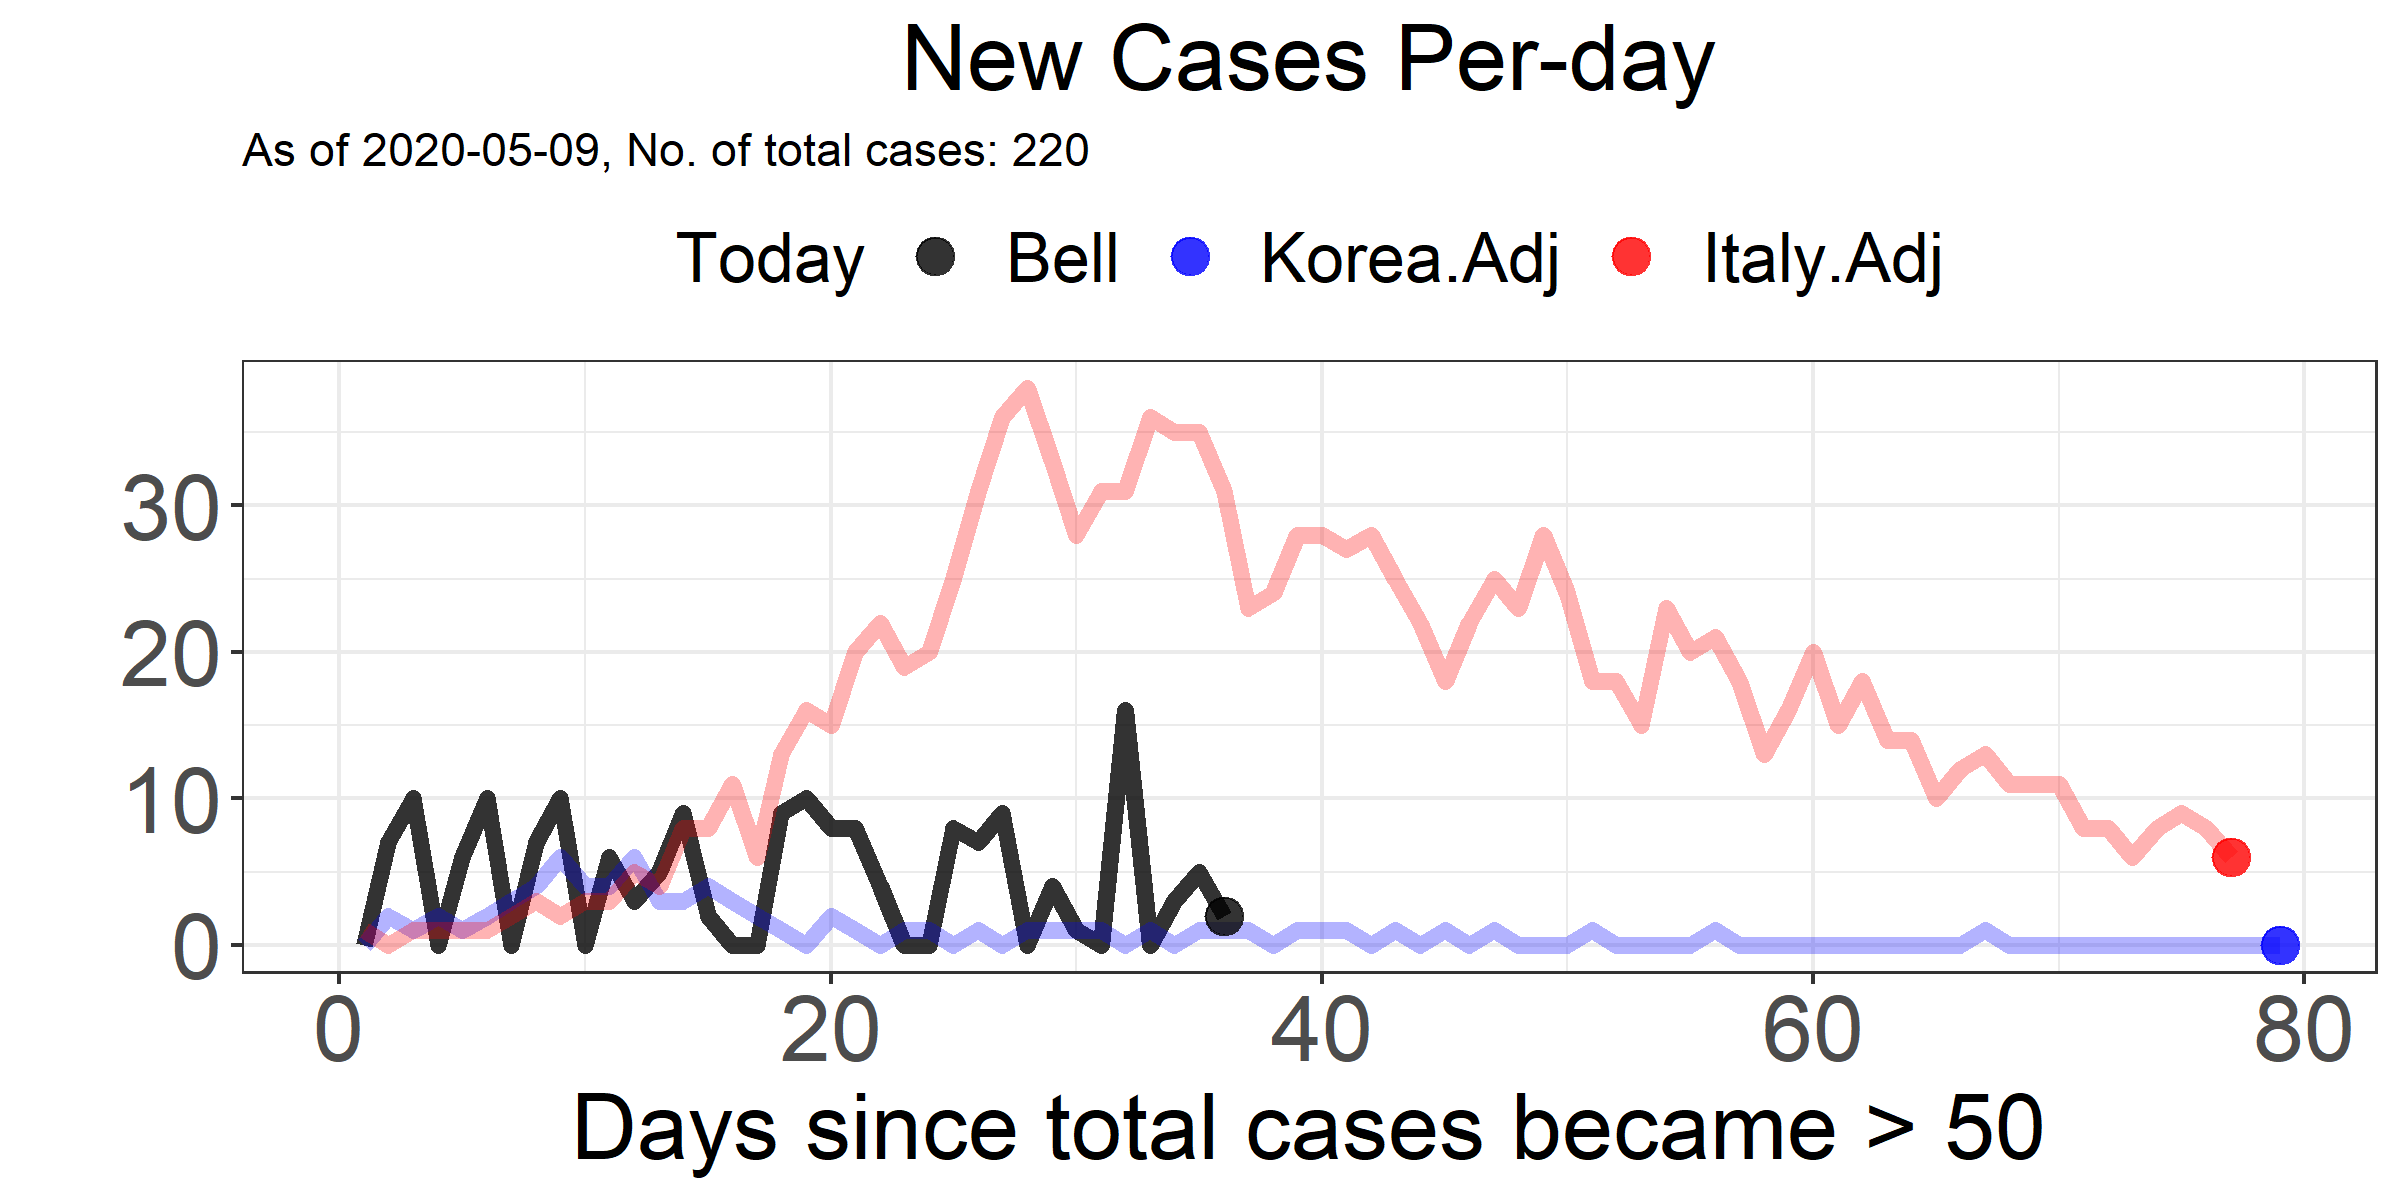 New Cases Per-day
As of 2020-05-09, No. of total cases: 220
Today Bell Korea.Adj Italy.Adj
30
20
10
0
0 20 40 60 80
Days since total cases became > 50